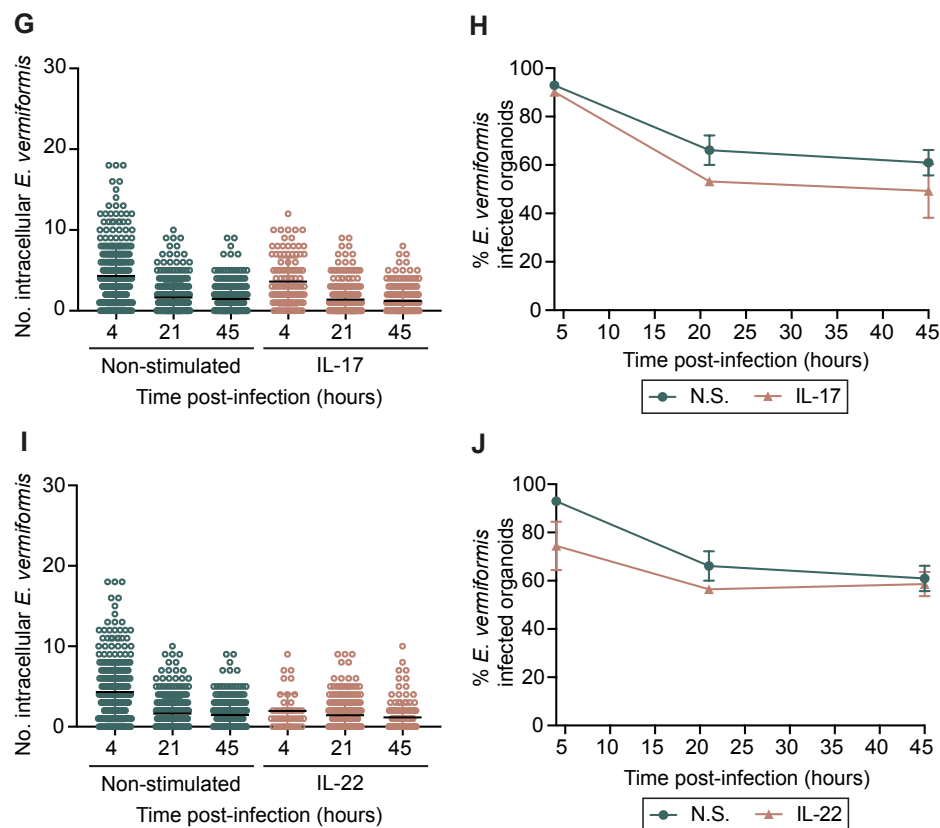 G
No. intracellular E. vermiformis
30
20
10
0
4 21 45 4 21 45
Non-stimulated IL-17
Time post-infection (hours)
H
% E. vermiformis
infected organoids
100
80
60
40
20
0
5 10 15 20 25 30 35 40 45
Time post-infection (hours)
N.S. IL-17
I
No. intracellular E. vermiformis
30
20
10
0
4 21 45 4 21 45
Non-stimulated IL-22
Time post-infection (hours)
J
% E. vermiformis
infected organoids
100
80
60
40
20
0
5 10 15 20 25 30 35 40 45
Time post-infection (hours)
N.S. IL-22